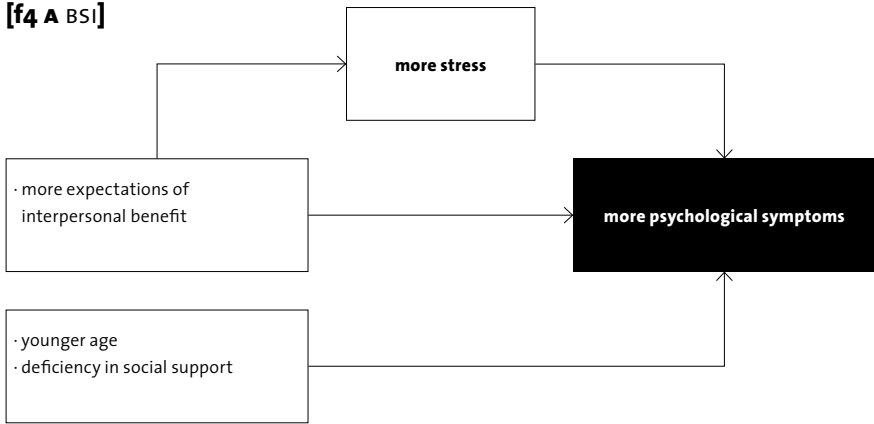 [f4 A BSI]
more stress
· more expectations of
interpersonal benefit
more psychological symptoms
· younger age
· deficiency in social support